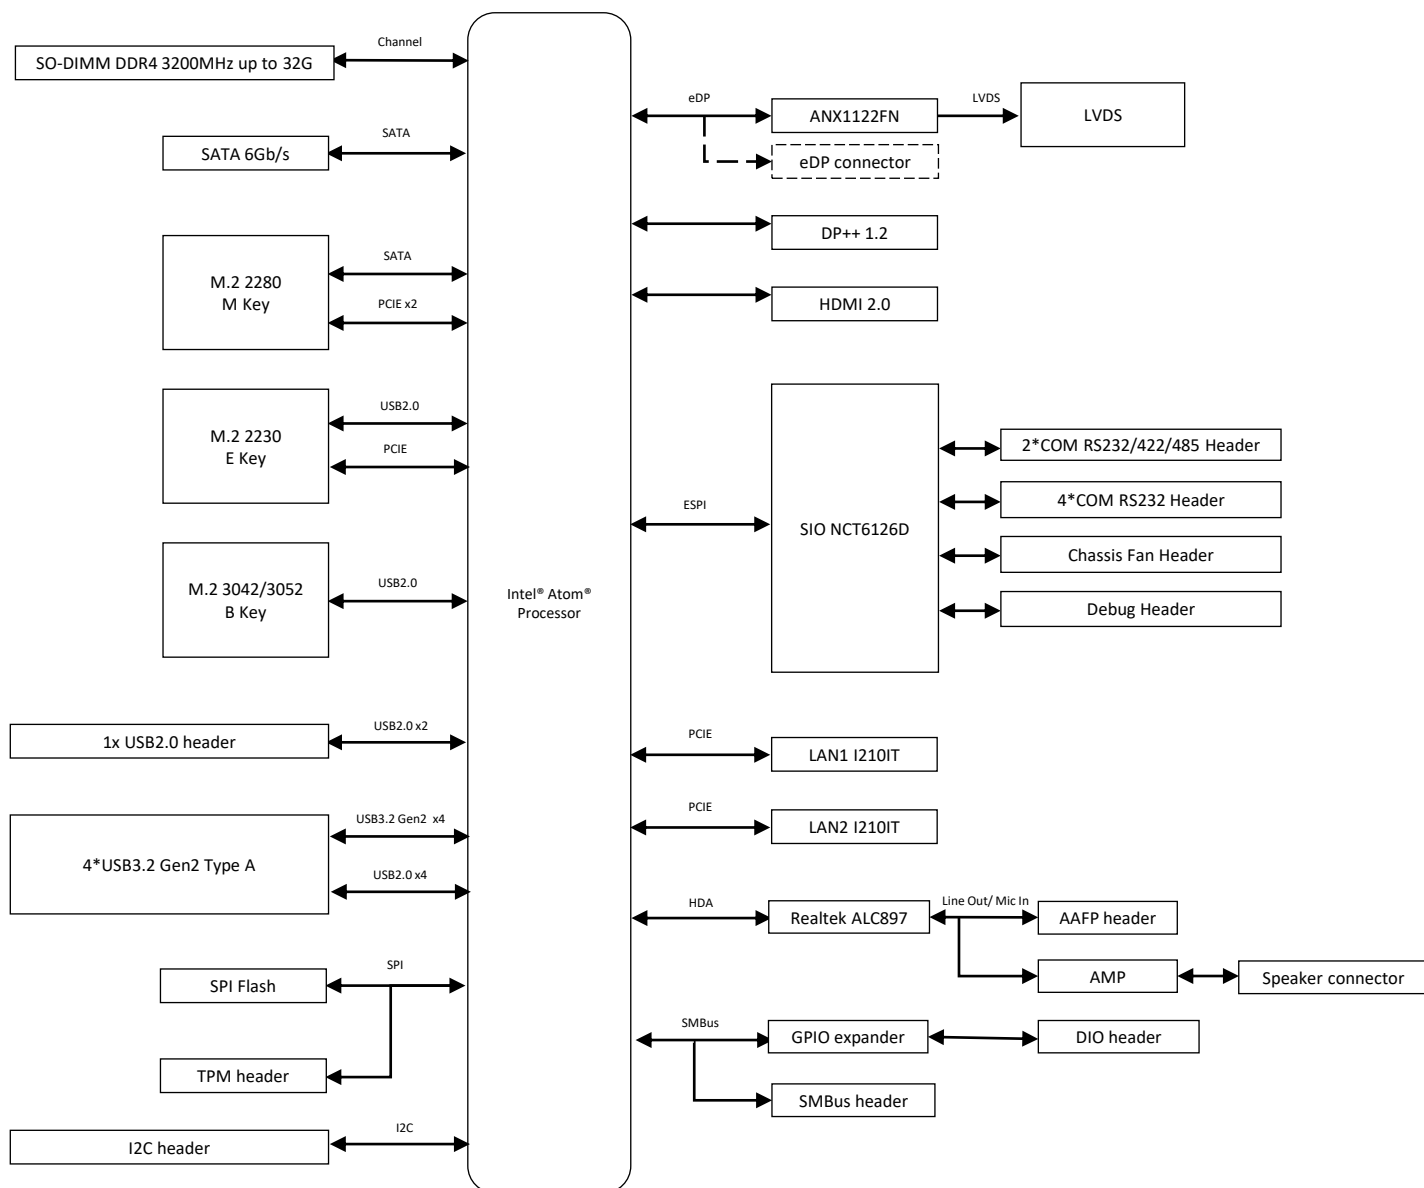 Channel
SO-DIMM DDR4 3200MHz up to 32G
SATA
SATA 6Gb/s
SATA
M.2 2280
M Key
PCIE x2
USB2.0
M.2 2230
E Key
PCIE
USB2.0
M.2 3042/3052
B Key
USB2.0 x2
1x USB2.0 header
USB3.2 Gen2 x4
4*USB3.2 Gen2 Type A
USB2.0 x4
SPI
SPI Flash
TPM header
I2C
I2C header
Intel® Atom®
Processor
eDP
ANX1122FN
LVDS
LVDS
eDP connector
DP++ 1.2
HDMI 2.0
ESPI
SIO NCT6126D
2*COM RS232/422/485 Header
4*COM RS232 Header
Chassis Fan Header
Debug Header
PCIE
LAN1 I210IT
PCIE
LAN2 I210IT
HDA
Realtek ALC897
Line Out/ Mic In
AAFP header
AMP
Speaker connector
SMBus
GPIO expander
DIO header
SMBus header